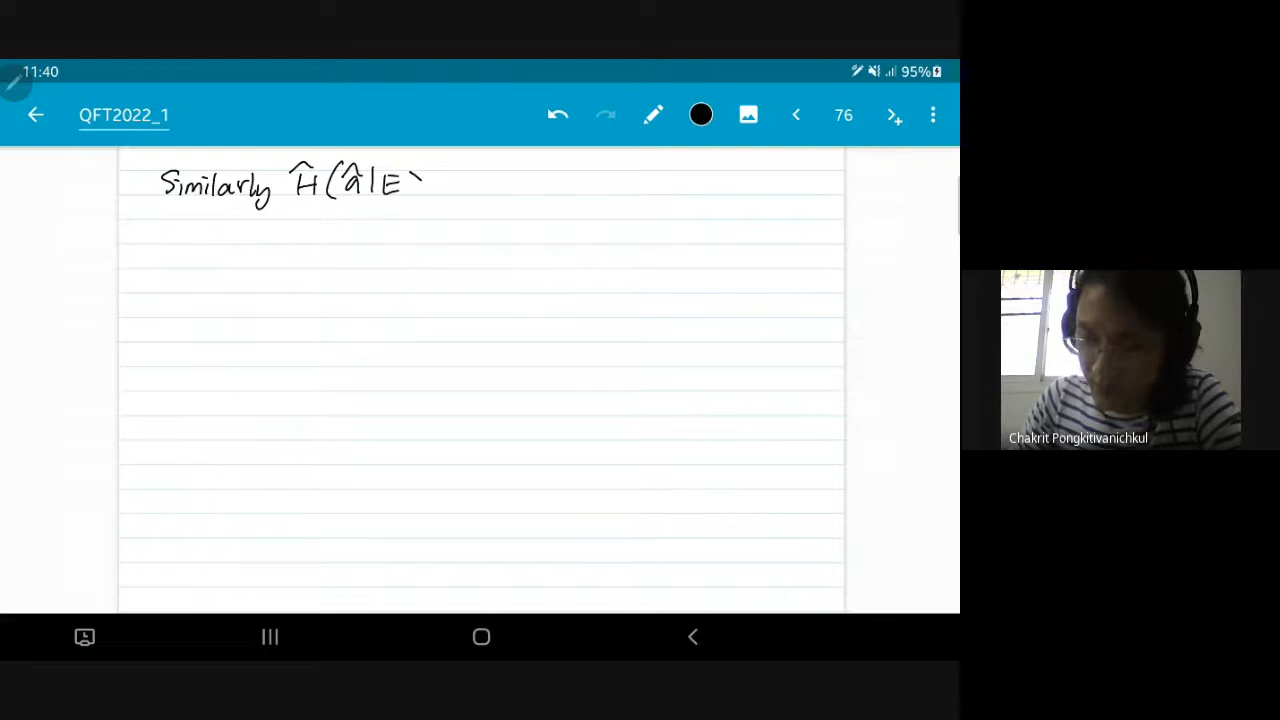 11:40
95%
QFT2022_1
76
Similarly Ĥ(â|E
Chakrit Pongkitivanichkul